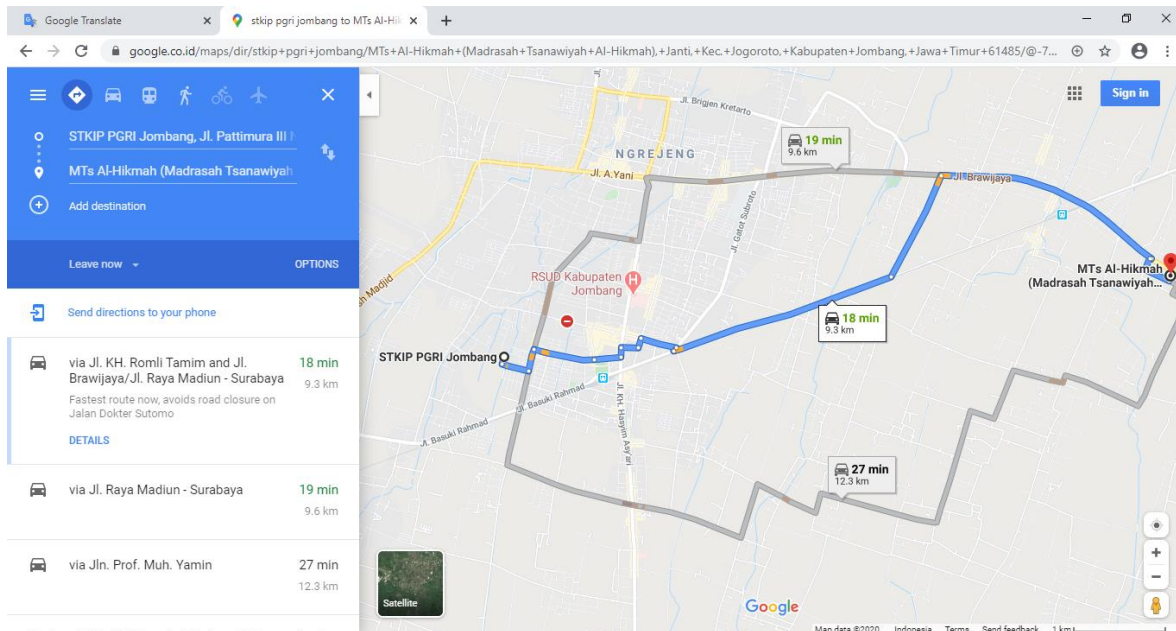 Google Translate
stkip pgri jombang to MTs Al-Hik
google.co.id/maps/dir/stkip+pgri+jombang/MTs+Al-Hikmah+(Madrasah+Tsanawiyah+Al-Hikmah),+Janti,+Kec.+Jogoroto,+Kabupaten+Jombang,+Jawa+Timur+61485/@-7...
Sign in
STKIP PGRI Jombang, Jl. Pattimura III
MTs Al-Hikmah (Madrasah Tsanawiyah
Add destination
Leave now
OPTIONS
Send directions to your phone
via Jl. KH. Romli Tamim and Jl.
Brawijaya/Jl. Raya Madiun - Surabaya
18 min
9.3 km
Fastest route now, avoids road closure on
Jalan Dokter Sutomo
DETAILS
via Jl. Raya Madiun - Surabaya
19 min
9.6 km
via Jln. Prof. Muh. Yamin
27 min
12.3 km
Jl. Brigjen Kretarto
19 min
9.6 km
NGREJENG
Jl. A.Yani
Jl. Brawijaya
Jl. Gatot Subroto
RSUD Kabupaten
Jombang
MTs Al-Hikmah
(Madrasah Tsanawiyah...
18 min
9.3 km
STKIP PGRI Jombang
Jl. Basuki Rahmad
Jl. KH. Hasyim Asy'ari
Jl. Basuki Rahmad
27 min
12.3 km
Satellite
Google
Map data ©2020
Indonesia
Terms
Send feedback
1 km